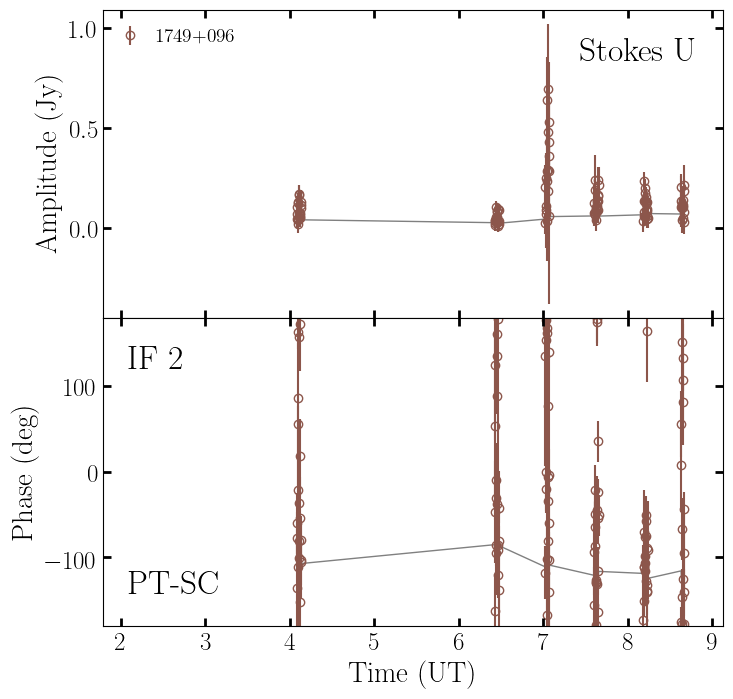 1749+096
Stokes U
1.0
0.5
0.0
Amplitude (Jy)
IF 2
100
0
−100
Phase (deg)
PT-SC
2 3 4 5 6 7 8 9
Time (UT)